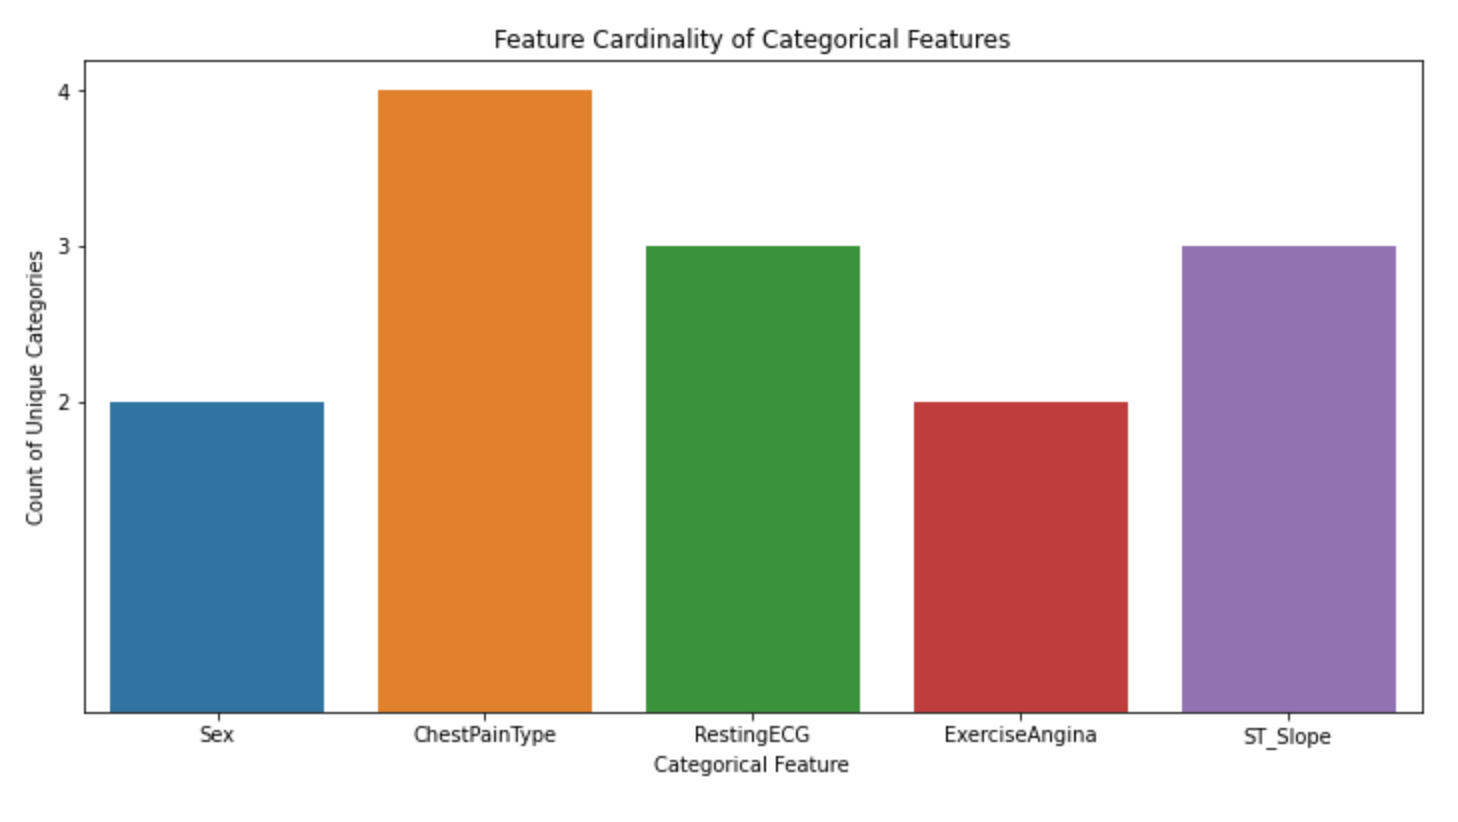 Feature Cardinality of Categorical Features
4
3
2
Count of Unique Categories
Sex ChestPainType RestingECG ExerciseAngina ST_Slope
Categorical Feature